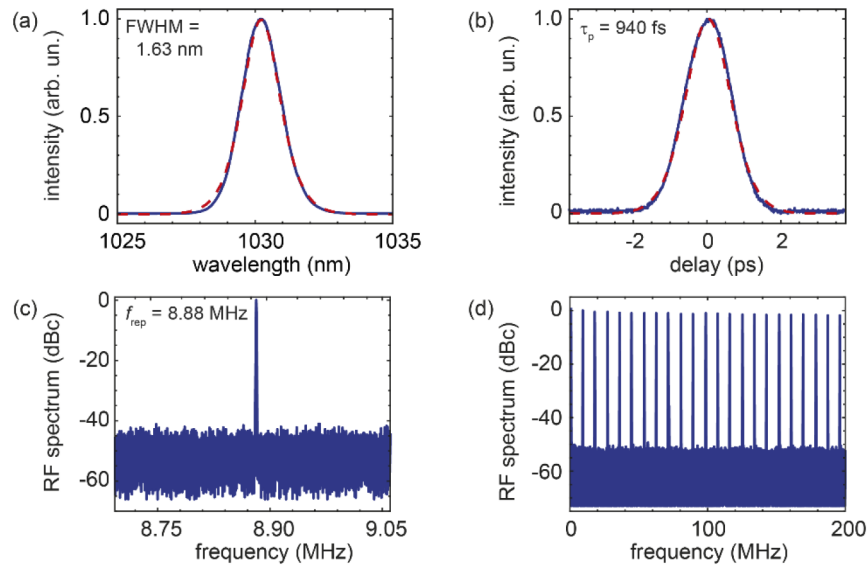 (a)
FWHM =
1.63 nm
intensity (arb. un.)
1.0
0.5
0
1025
1030
1035
wavelength (nm)
(b)
τp = 940 fs
intensity (arb. un.)
1.0
0.5
0
-2
0
2
delay (ps)
(c)
frep = 8.88 MHz
RF spectrum (dBc)
0
-20
-40
-60
8.75
8.90
9.05
frequency (MHz)
(d)
RF spectrum (dBc)
0
-20
-40
-60
0
100
200
frequency (MHz)